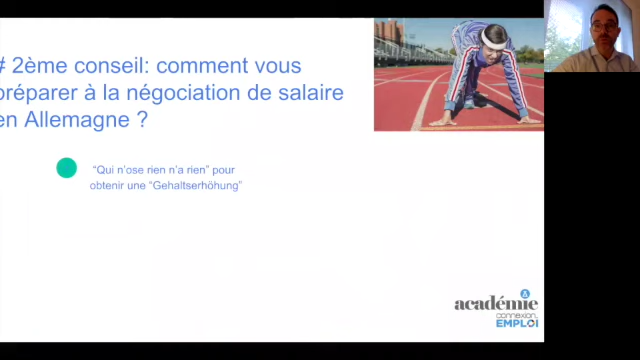 # 2ème conseil: comment vous
préparer à la négociation de salaire
en Allemagne ?
“Qui n'ose rien n'a rien” pour
obtenir une “Gehaltserhöhung”
académie
connexion
EMPLOI